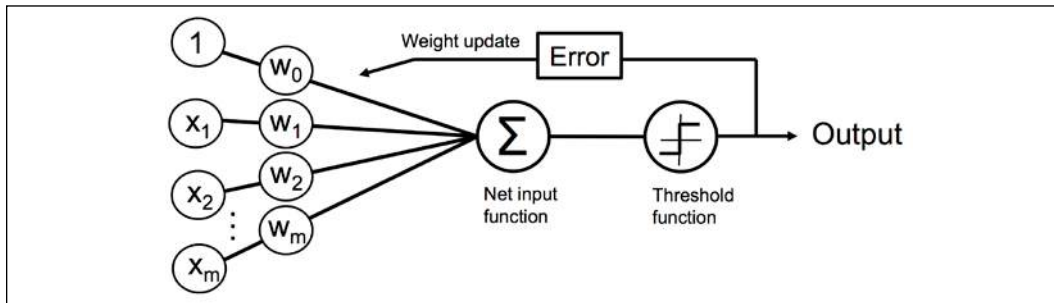 1
w0
Weight update
Error
x1
w1
Σ
Output
x2
w2
Net input
function
Threshold
function
⋮
wm
xm